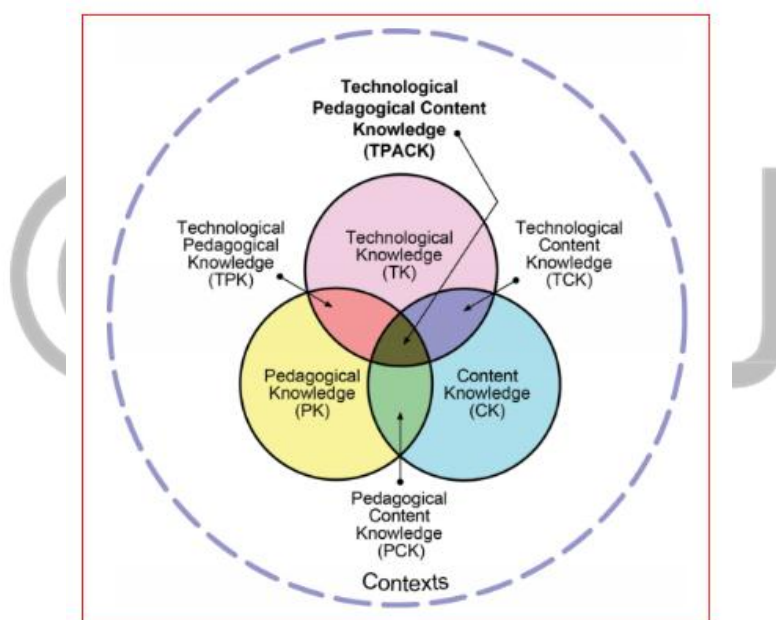 Technological
Pedagogical Content
Knowledge
(TPACK)
Technological
Pedagogical
Knowledge
(TPK)
Technological
Knowledge
(TK)
Technological
Content
Knowledge
(TCK)
Pedagogical
Knowledge
(PK)
Content
Knowledge
(CK)
Pedagogical
Content
Knowledge
(PCK)
Contexts